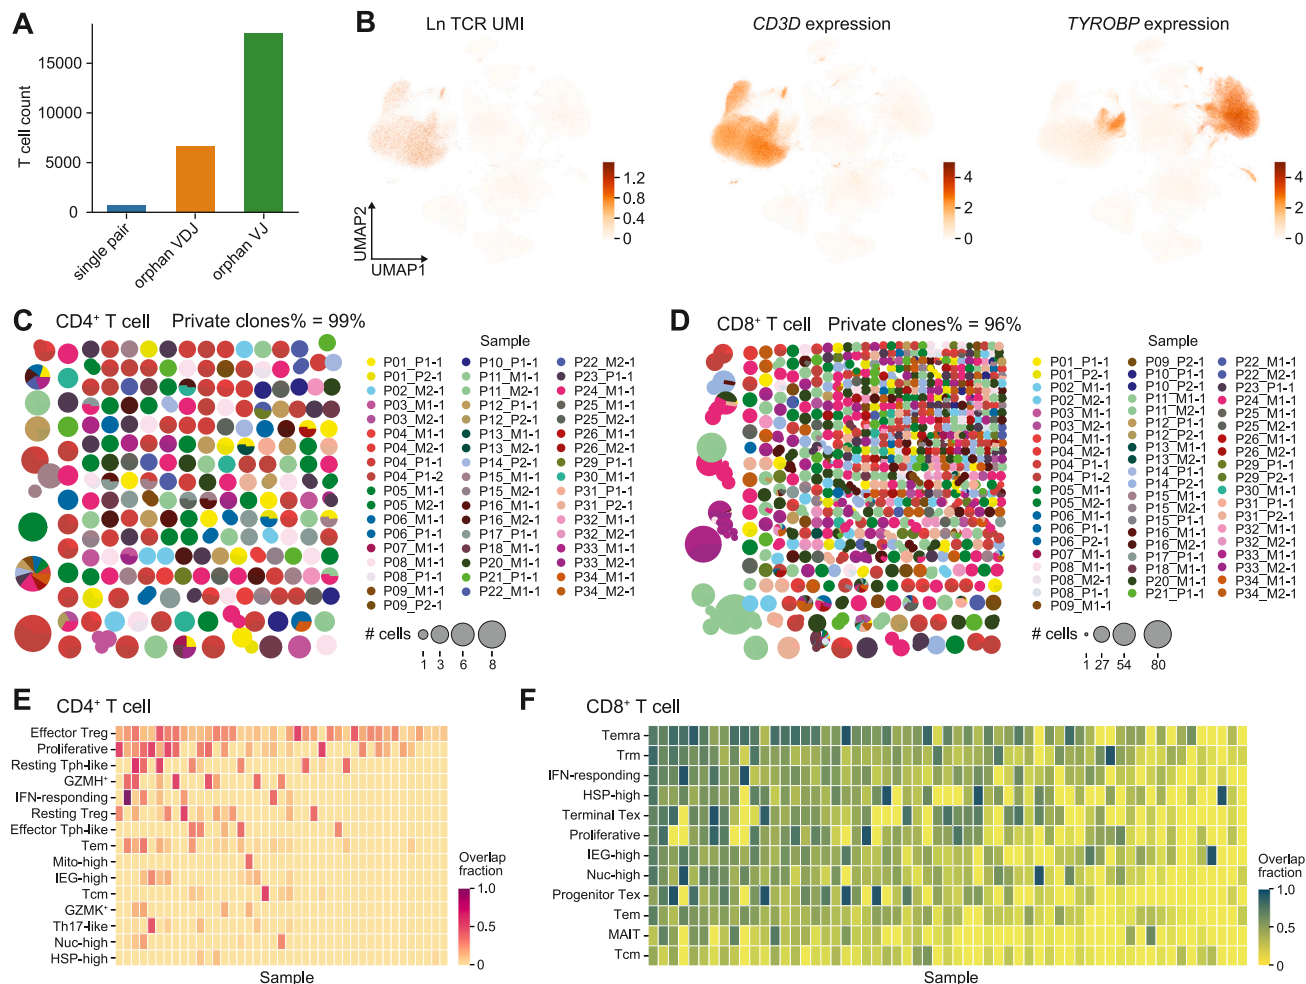 A
T cell count
15000
10000
5000
0
single pair
orphan VDJ
orphan VJ
B
Ln TCR UMI
CD3D expression
TYROBP expression
1.2
0.8
0.4
0
4
2
0
4
2
0
UMAP2
UMAP1
C
CD4+ T cell Private clones% = 99%
Sample
P01_P1-1
P01_P2-1
P02_M2-1
P03_M1-1
P03_M2-1
P04_M1-1
P04_M2-1
P04_P1-1
P04_P1-2
P05_M1-1
P05_M2-1
P06_M1-1
P06_P1-1
P07_M1-1
P08_M2-1
P08_P1-1
P09_M1-1
P09_P2-1
P10_P1-1
P11_M1-1
P11_M2-1
P12_P1-1
P12_P2-1
P13_M1-1
P13_M2-1
P14_P2-1
P15_M1-1
P15_M2-1
P16_M1-1
P16_M2-1
P17_P1-1
P18_M1-1
P20_M1-1
P21_P1-1
P22_M1-1
P22_M2-1
P23_P1-1
P24_M1-1
P25_M1-1
P25_M2-1
P26_M1-1
P29_P1-1
P30_M1-1
P31_P1-1
P31_P2-1
P32_M1-1
P32_M2-1
P33_M1-1
P33_M2-1
P34_M1-1
P34_M2-1
# cells
1 3 6 8
D
CD8+ T cell Private clones% = 96%
Sample
P01_P1-1
P01_P2-1
P02_M2-1
P03_M1-1
P03_M2-1
P04_M1-1
P04_M2-1
P04_P1-1
P04_P1-2
P05_M1-1
P05_M2-1
P06_M1-1
P06_P1-1
P06_P2-1
P07_M1-1
P08_M1-1
P08_M2-1
P08_P1-1
P09_M1-1
P09_P2-1
P10_P1-1
P10_P2-1
P11_M1-1
P11_M2-1
P12_P1-1
P12_P2-1
P13_M1-1
P13_M2-1
P14_P1-1
P14_P2-1
P15_M1-1
P15_M2-1
P15_P1-1
P16_M1-1
P16_M2-1
P17_P1-1
P18_M1-1
P20_M1-1
P21_P1-1
P22_M1-1
P22_M2-1
P23_P1-1
P24_M1-1
P25_M1-1
P25_M2-1
P26_M1-1
P26_M2-1
P29_P1-1
P29_P2-1
P30_M1-1
P31_P1-1
P31_P2-1
P32_M1-1
P32_M2-1
P33_M1-1
P33_M2-1
P34_M2-1
# cells
1 27 54 80
E
CD4+ T cell
Effector Treg
Proliferative
Resting Tph-like
GZMH+
IFN-responding
Resting Treg
Effector Tph-like
Tem
Mito-high
IEG-high
Tcm
GZMK+
Th17-like
Nuc-high
HSP-high
Sample
Overlap
fraction
1.0
0.5
0
F
CD8+ T cell
Temra
Trm
IFN-responding
HSP-high
Terminal Tex
Proliferative
IEG-high
Nuc-high
Progenitor Tex
Tem
MAIT
Tcm
Sample
Overlap
fraction
1.0
0.5
0